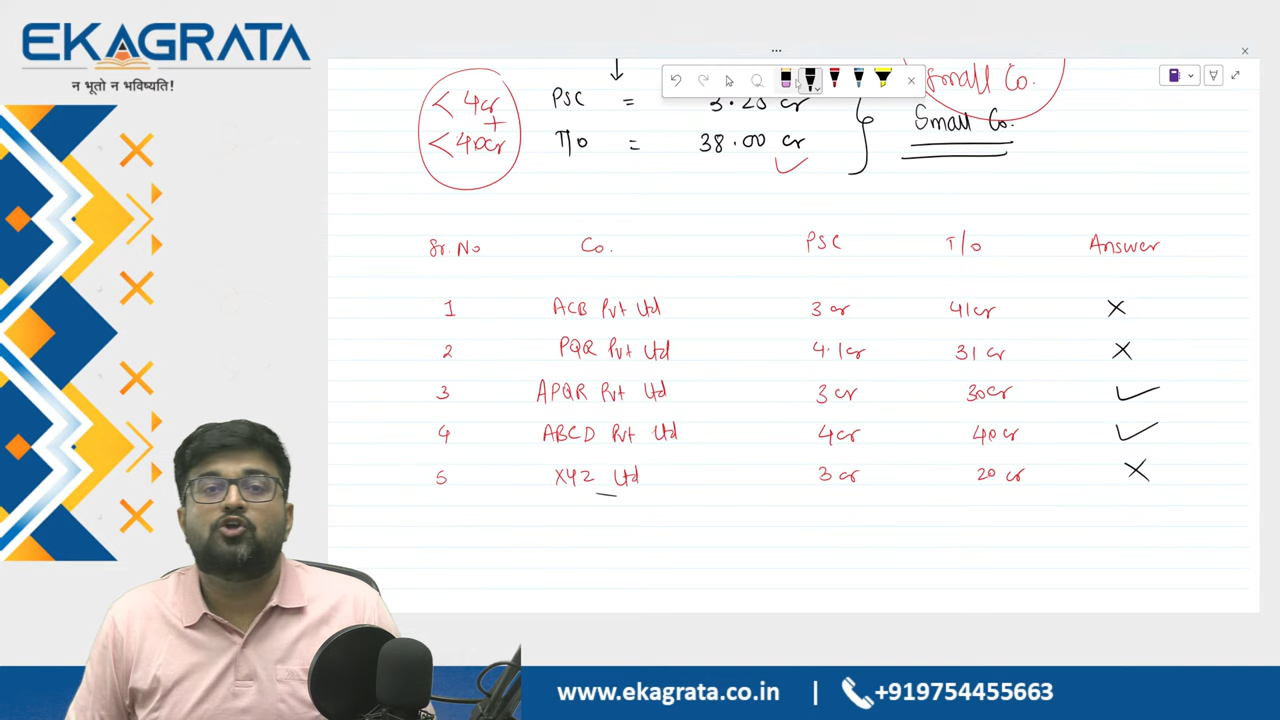 EKAGRATA
न भूतो न भविष्यति!
...
Small Co.
< 4cr
+
< 40cr
PSC = 3.25 cr
T/O = 38.00 cr
Small Co.
Sr. No Co. PSC T/O Answer
1 ACB Pvt Ltd 3 cr 41 cr ×
2 PQR Pvt Ltd 4.1 cr 31 cr ×
3 APQR Pvt Ltd 3 cr 30 cr ✓
4 ABCD Pvt Ltd 4 cr 40 cr ✓
5 XYZ Ltd 3 cr 20 cr ×
www.ekagrata.co.in | +919754455663